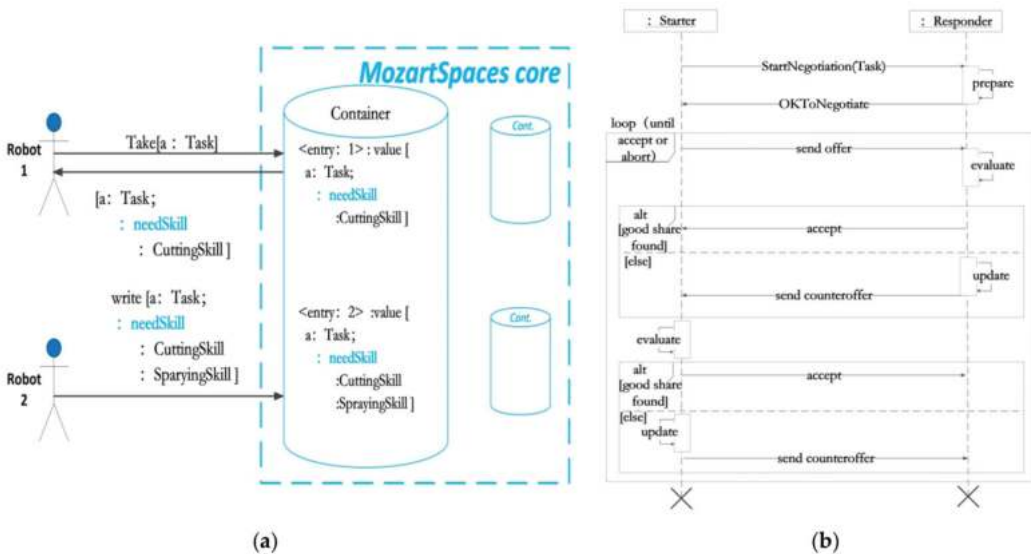 MozartSpaces core
Container
Cont.
<entry: 1> : value [
a: Task;
: needSkill
:CuttingSkill ]
Robot
1
Take[a : Task]
[a: Task;
: needSkill
: CuttingSkill ]
write [a: Task;
: needSkill
: CuttingSkill
: SparyingSkill ]
Robot
2
<entry: 2> :value [
a: Task;
: needSkill
:CuttingSkill
:SprayingSkill ]
Cont.
(a)
: Starter
: Responder
StartNegotiation(Task)
prepare
OKToNegotiate
loop (until
accept or
abort)
send offer
evaluate
alt
[good share
found]
accept
[else]
update
send counteroffer
evaluate
alt
[good share
found]
accept
[else]
update
send counteroffer
(b)